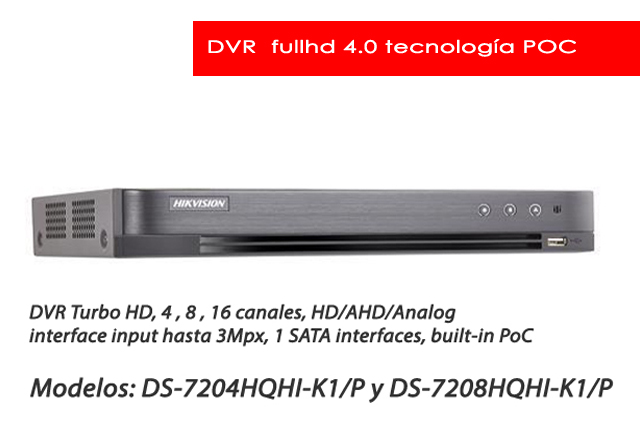 DVR fullhd 4.0 tecnología POC
HIKVISION
DVR Turbo HD, 4 , 8 , 16 canales, HD/AHD/Analog
interface input hasta 3Mpx, 1 SATA interfaces, built-in PoC
Modelos: DS-7204HQHI-K1/P y DS-7208HQHI-K1/P